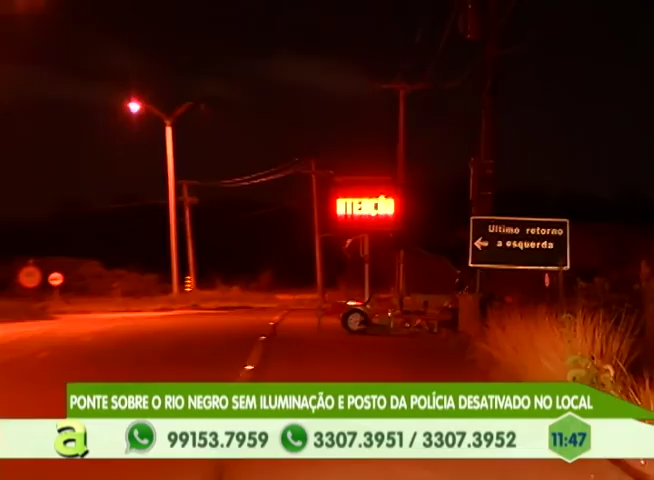 ATENÇÃO
Ultimo retorno
a esquerda
PONTE SOBRE O RIO NEGRO SEM ILUMINAÇÃO E POSTO DA POLÍCIA DESATIVADO NO LOCAL
a 99153.7959 3307.3951 / 3307.3952 11:47